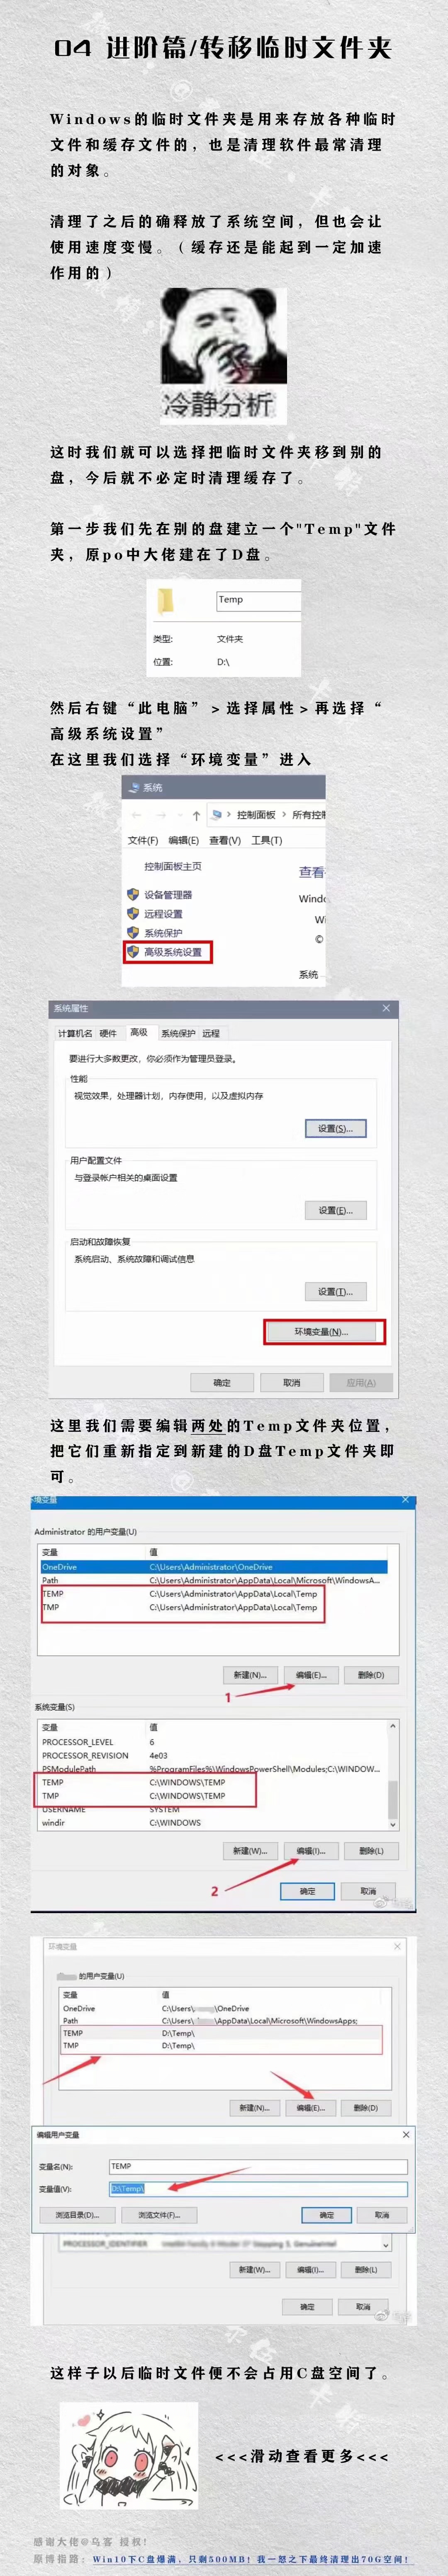 04 进阶篇/转移临时文件夹
Windows的临时文件夹是用来存放各种临时
文件和缓存文件的，也是清理软件最常清理
的对象。
清理了之后的确释放了系统空间，但也会让
使用速度变慢。（缓存还是能起到一定加速
作用的）
冷静分析
这时我们就可以选择把临时文件夹移到别的
盘，今后就不必定时清理缓存了。
第一步我们先在别的盘建立一个"Temp"文件
夹，原po中大佬建在了D盘。
Temp
类型: 文件夹
位置: D:\
然后右键“此电脑”>选择属性>再选择“
高级系统设置”
在这里我们选择“环境变量”进入
系统
控制面板 > 所有控制
文件(F) 编辑(E) 查看(V) 工具(T)
控制面板主页
查看
设备管理器
Windo
远程设置
Wi
系统保护
©
高级系统设置
系统
系统属性
计算机名 硬件 高级 系统保护 远程
要进行大多数更改，你必须作为管理员登录。
性能
视觉效果，处理器计划，内存使用，以及虚拟内存
设置(S)...
用户配置文件
与登录帐户相关的桌面设置
设置(E)...
启动和故障恢复
系统启动、系统故障和调试信息
设置(T)...
环境变量(N)...
确定 取消 应用(A)
这里我们需要编辑两处的Temp文件夹位置，
把它们重新指定到新建的D盘Temp文件夹即
可。
环境变量
Administrator 的用户变量(U)
变量 值
OneDrive C:\Users\Administrator\OneDrive
Path C:\Users\Administrator\AppData\Local\Microsoft\WindowsA...
TEMP C:\Users\Administrator\AppData\Local\Temp
TMP C:\Users\Administrator\AppData\Local\Temp
新建(N)... 编辑(E)... 删除(D)
1
系统变量(S)
变量 值
PROCESSOR_LEVEL 6
PROCESSOR_REVISION 4e03
PSModulePath %ProgramFiles%\WindowsPowerShell\Modules;C:\WINDOW...
TEMP C:\WINDOWS\TEMP
TMP C:\WINDOWS\TEMP
USERNAME SYSTEM
windir C:\WINDOWS
新建(W)... 编辑(I)... 删除(L)
2
确定 取消
环境变量
的用户变量(U)
变量 值
OneDrive C:\Users\ \OneDrive
Path C:\Users\ \AppData\Local\Microsoft\WindowsApps;
TEMP D:\Temp\
TMP D:\Temp\
新建(N)... 编辑(E)... 删除(D)
编辑用户变量
变量名(N): TEMP
变量值(V): D:\Temp\
浏览目录(D)... 浏览文件(F)... 确定 取消
PROCESSOR_IDENTIFIER
新建(W)... 编辑(I)... 删除(L)
确定 取消
这样子以后临时文件便不会占用C盘空间了。
<<<滑动查看更多<<<
感谢大佬@乌客 授权!
原博指路： Win10下C盘爆满，只剩500MB！我一怒之下最终清理出70G空间！